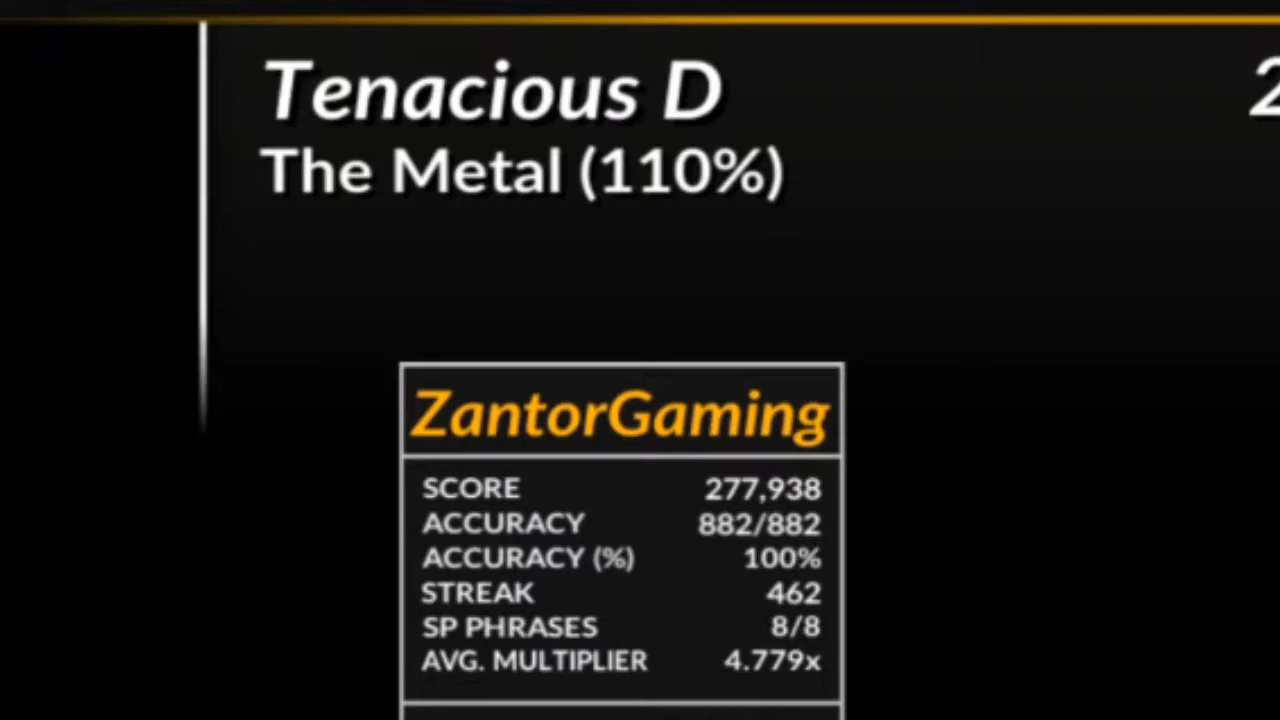 Tenacious D
2
The Metal (110%)
ZantorGaming
SCORE 277,938
ACCURACY 882/882
ACCURACY (%) 100%
STREAK 462
SP PHRASES 8/8
AVG. MULTIPLIER 4.779x